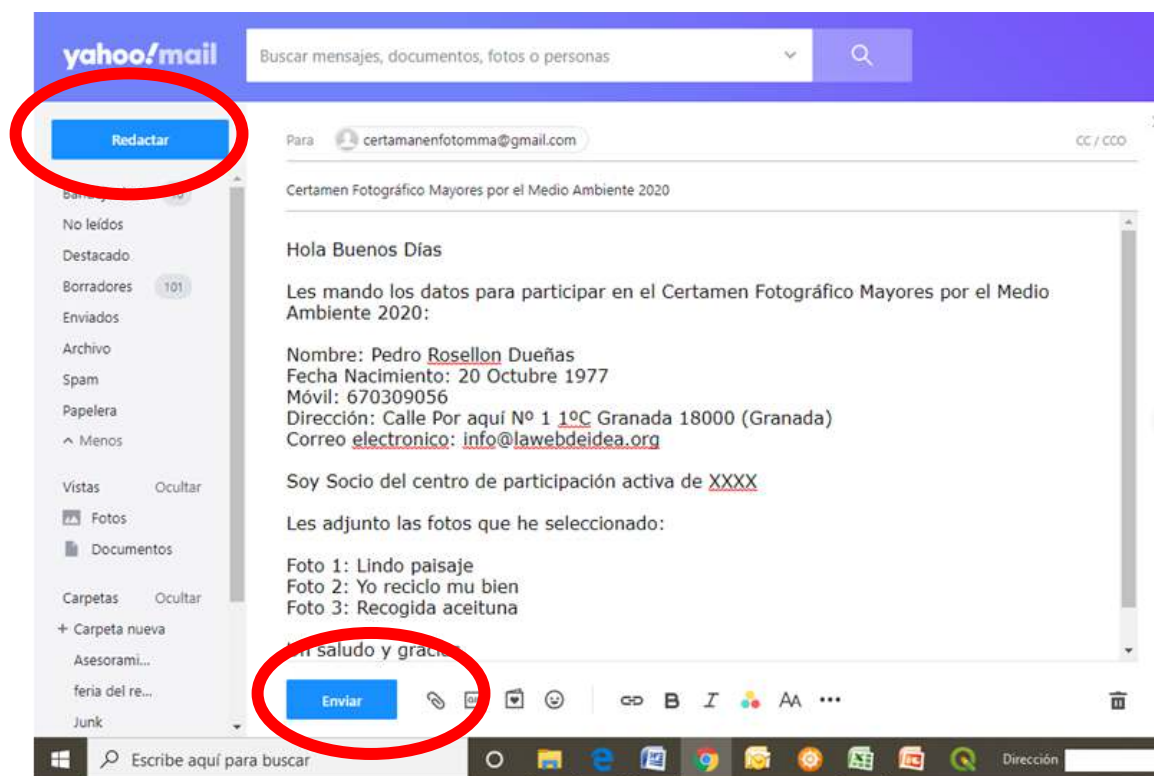 yahoo!mail
Buscar mensajes, documentos, fotos o personas
Redactar
No leídos
Destacado
Borradores 101
Enviados
Archivo
Spam
Papelera
Menos
Vistas Ocultar
Fotos
Documentos
Carpetas Ocultar
+ Carpeta nueva
Asesorami...
feria del re...
Junk
Para certamanenfotomma@gmail.com CC / CCO
Certamen Fotográfico Mayores por el Medio Ambiente 2020
Hola Buenos Días
Les mando los datos para participar en el Certamen Fotográfico Mayores por el Medio
Ambiente 2020:
Nombre: Pedro Rosellon Dueñas
Fecha Nacimiento: 20 Octubre 1977
Móvil: 670309056
Dirección: Calle Por aquí Nº 1 1ºC Granada 18000 (Granada)
Correo electronico: info@lawebdeidea.org
Soy Socio del centro de participación activa de XXXX
Les adjunto las fotos que he seleccionado:
Foto 1: Lindo paisaje
Foto 2: Yo reciclo mu bien
Foto 3: Recogida aceituna
saludo y gracias
Enviar
B I AA
Escribe aquí para buscar
Dirección